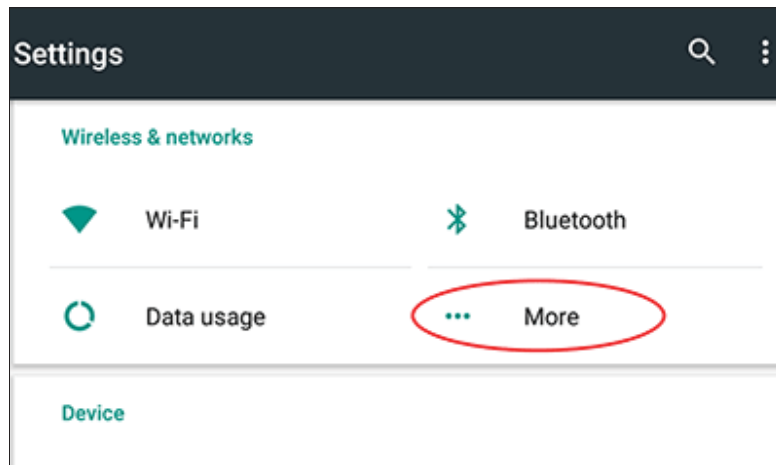 Settings
Wireless & networks
Wi-Fi
Bluetooth
Data usage
More
Device